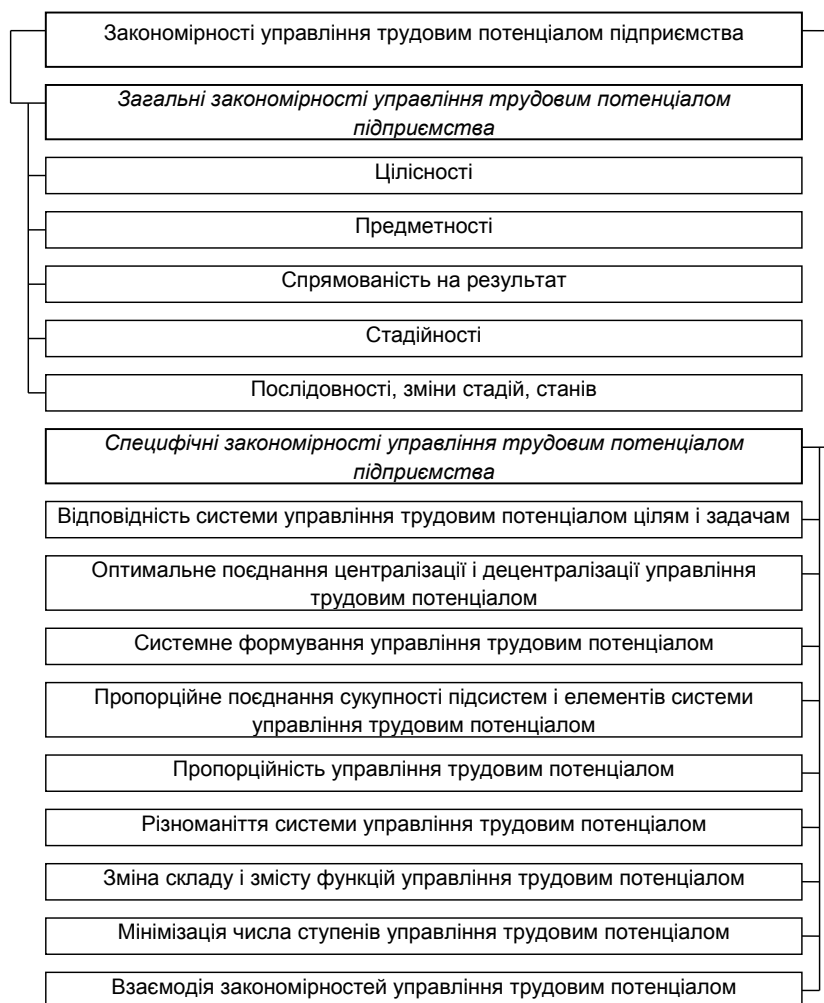 Закономірності управління трудовим потенціалом підприємства
Загальні закономірності управління трудовим потенціалом
підприємства
Цілісності
Предметності
Спрямованість на результат
Стадійності
Послідовності, зміни стадій, станів
Специфічні закономірності управління трудовим потенціалом
підприємства
Відповідність системи управління трудовим потенціалом цілям і задачам
Оптимальне поєднання централізації і децентралізації управління
трудовим потенціалом
Системне формування управління трудовим потенціалом
Пропорційне поєднання сукупності підсистем і елементів системи
управління трудовим потенціалом
Пропорційність управління трудовим потенціалом
Різноманіття системи управління трудовим потенціалом
Зміна складу і змісту функцій управління трудовим потенціалом
Мінімізація числа ступенів управління трудовим потенціалом
Взаємодія закономірностей управління трудовим потенціалом